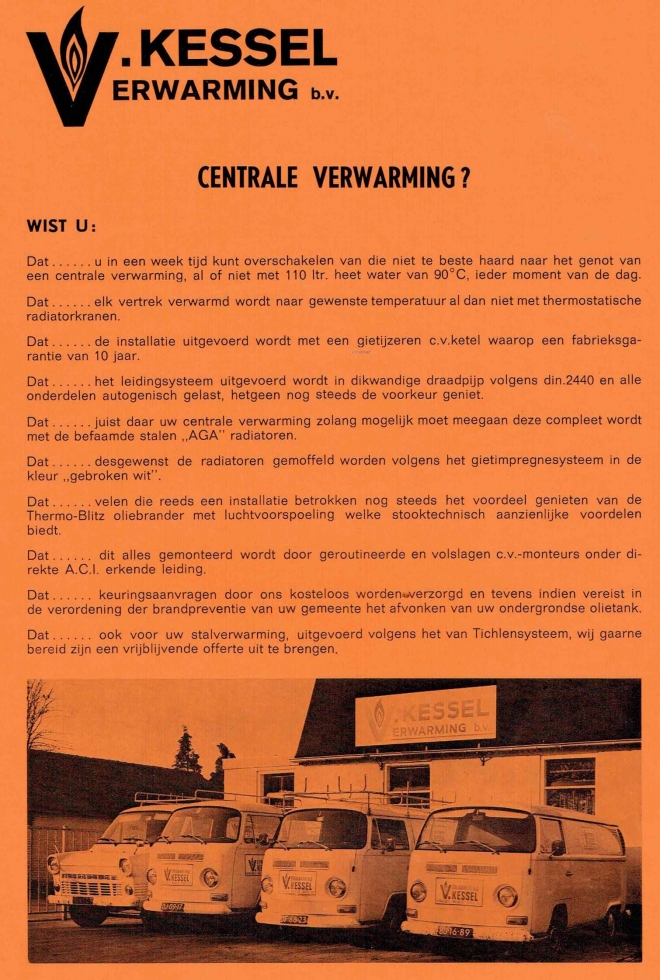 V. KESSEL
VERWARMING b.v.
CENTRALE VERWARMING?
WIST U:
Dat......u in een week tijd kunt overschakelen van die niet te beste haard naar het genot van
een centrale verwarming, al of niet met 110 ltr. heet water van 90°C, ieder moment van de dag.
Dat......elk vertrek verwarmd wordt naar gewenste temperatuur al dan niet met thermostatische
radiatorkranen.
Dat......de installatie uitgevoerd wordt met een gietijzeren c.v.ketel waarop een fabrieksga-
rantie van 10 jaar.
Dat......het leidingsysteem uitgevoerd wordt in dikwandige draadpijp volgens din.2440 en alle
onderdelen autogenisch gelast, hetgeen nog steeds de voorkeur geniet.
Dat......juist daar uw centrale verwarming zolang mogelijk moet meegaan deze compleet wordt
met de befaamde stalen „AGA” radiatoren.
Dat......desgewenst de radiatoren gemoffeld worden volgens het gietimpregnesysteem in de
kleur „gebroken wit”.
Dat......velen die reeds een installatie betrokken nog steeds het voordeel genieten van de
Thermo-Blitz oliebrander met luchtvoorspoeling welke stooktechnisch aanzienlijke voordelen
biedt.
Dat...... dit alles gemonteerd wordt door geroutineerde en volslagen c.v.-monteurs onder di-
rekte A.C.I. erkende leiding.
Dat...... keuringsaanvragen door ons kosteloos worden verzorgd en tevens indien vereist in
de verordening der brandpreventie van uw gemeente het afvonken van uw ondergrondse olietank.
Dat...... ook voor uw stalverwarming, uitgevoerd volgens het van Tichlensysteem, wij gaarne
bereid zijn een vrijblijvende offerte uit te brengen.
V. KESSEL
VERWARMING b.v.
V. KESSEL
V. KESSEL
V. KESSEL